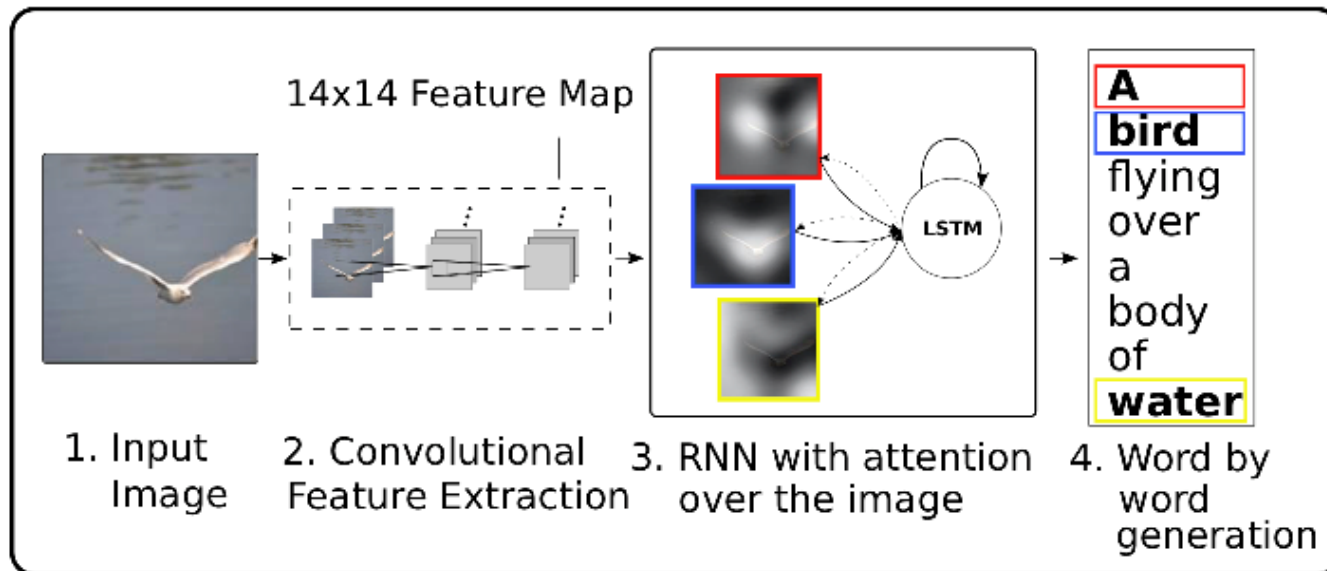 14x14 Feature Map
LSTM
A
bird
flying
over
a
body
of
water
1. Input
Image
2. Convolutional
Feature Extraction
3. RNN with attention
over the image
4. Word by
word
generation